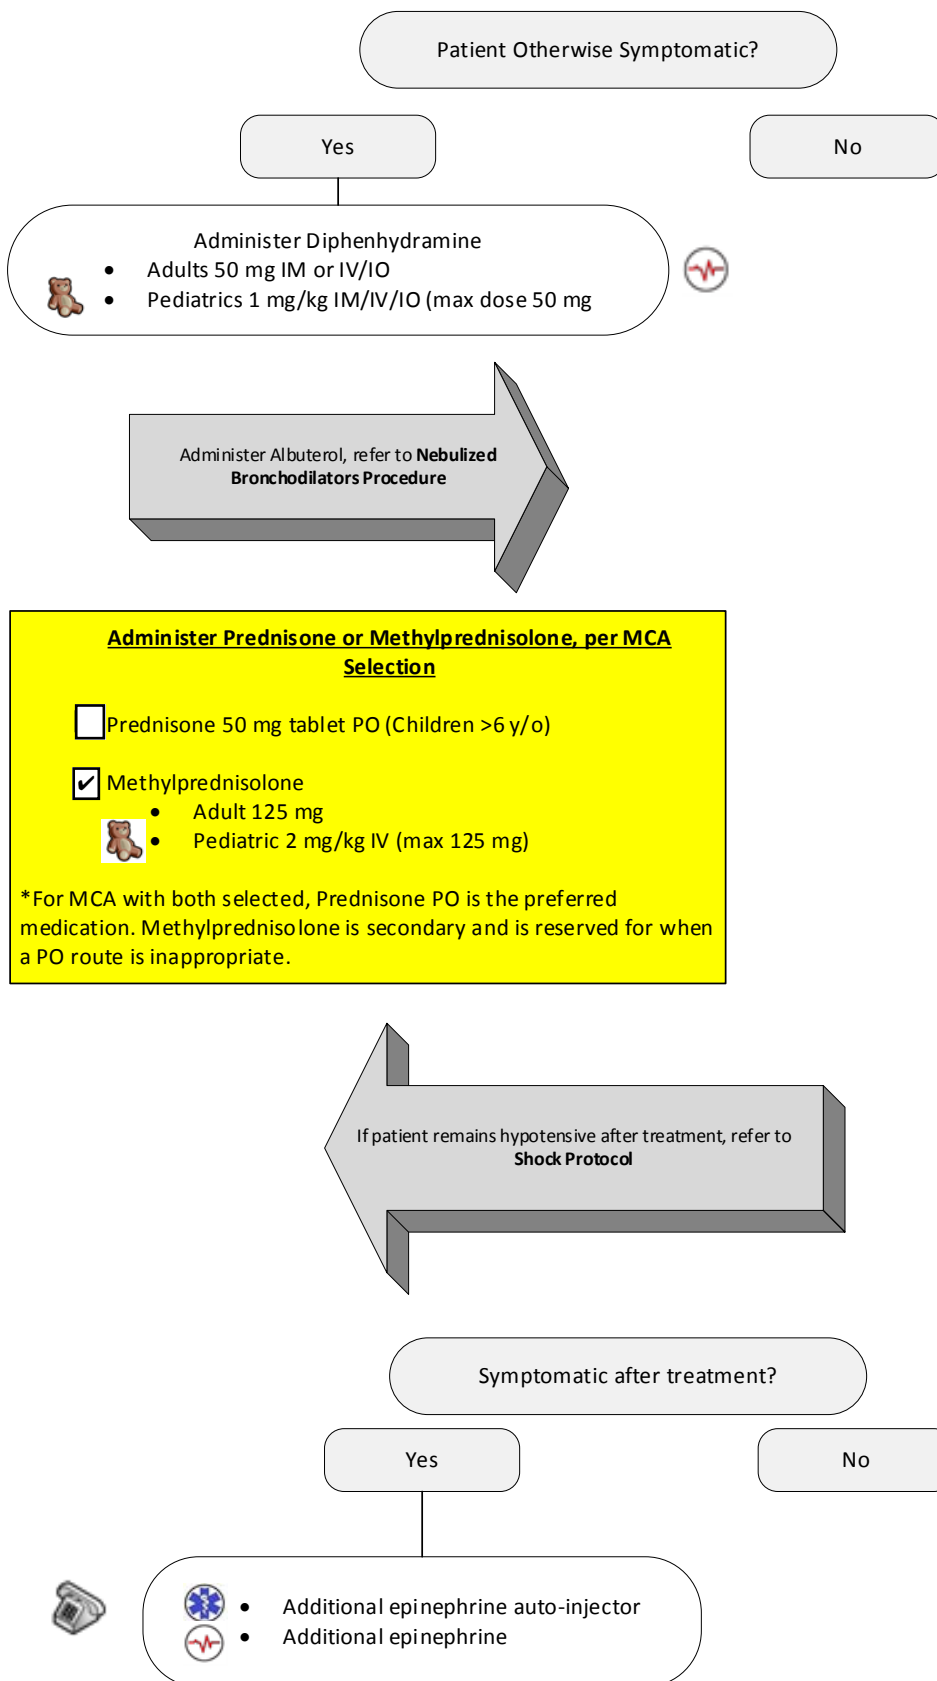 Patient Otherwise Symptomatic?
Yes
No
Administer Diphenhydramine
• Adults 50 mg IM or IV/IO
• Pediatrics 1 mg/kg IM/IV/IO (max dose 50 mg
Administer Albuterol, refer to Nebulized
Bronchodilators Procedure
Administer Prednisone or Methylprednisolone, per MCA
Selection
Prednisone 50 mg tablet PO (Children >6 y/o)
✔ Methylprednisolone
• Adult 125 mg
• Pediatric 2 mg/kg IV (max 125 mg)
*For MCA with both selected, Prednisone PO is the preferred
medication. Methylprednisolone is secondary and is reserved for when
a PO route is inappropriate.
If patient remains hypotensive after treatment, refer to
Shock Protocol
Symptomatic after treatment?
Yes
No
• Additional epinephrine auto-injector
• Additional epinephrine